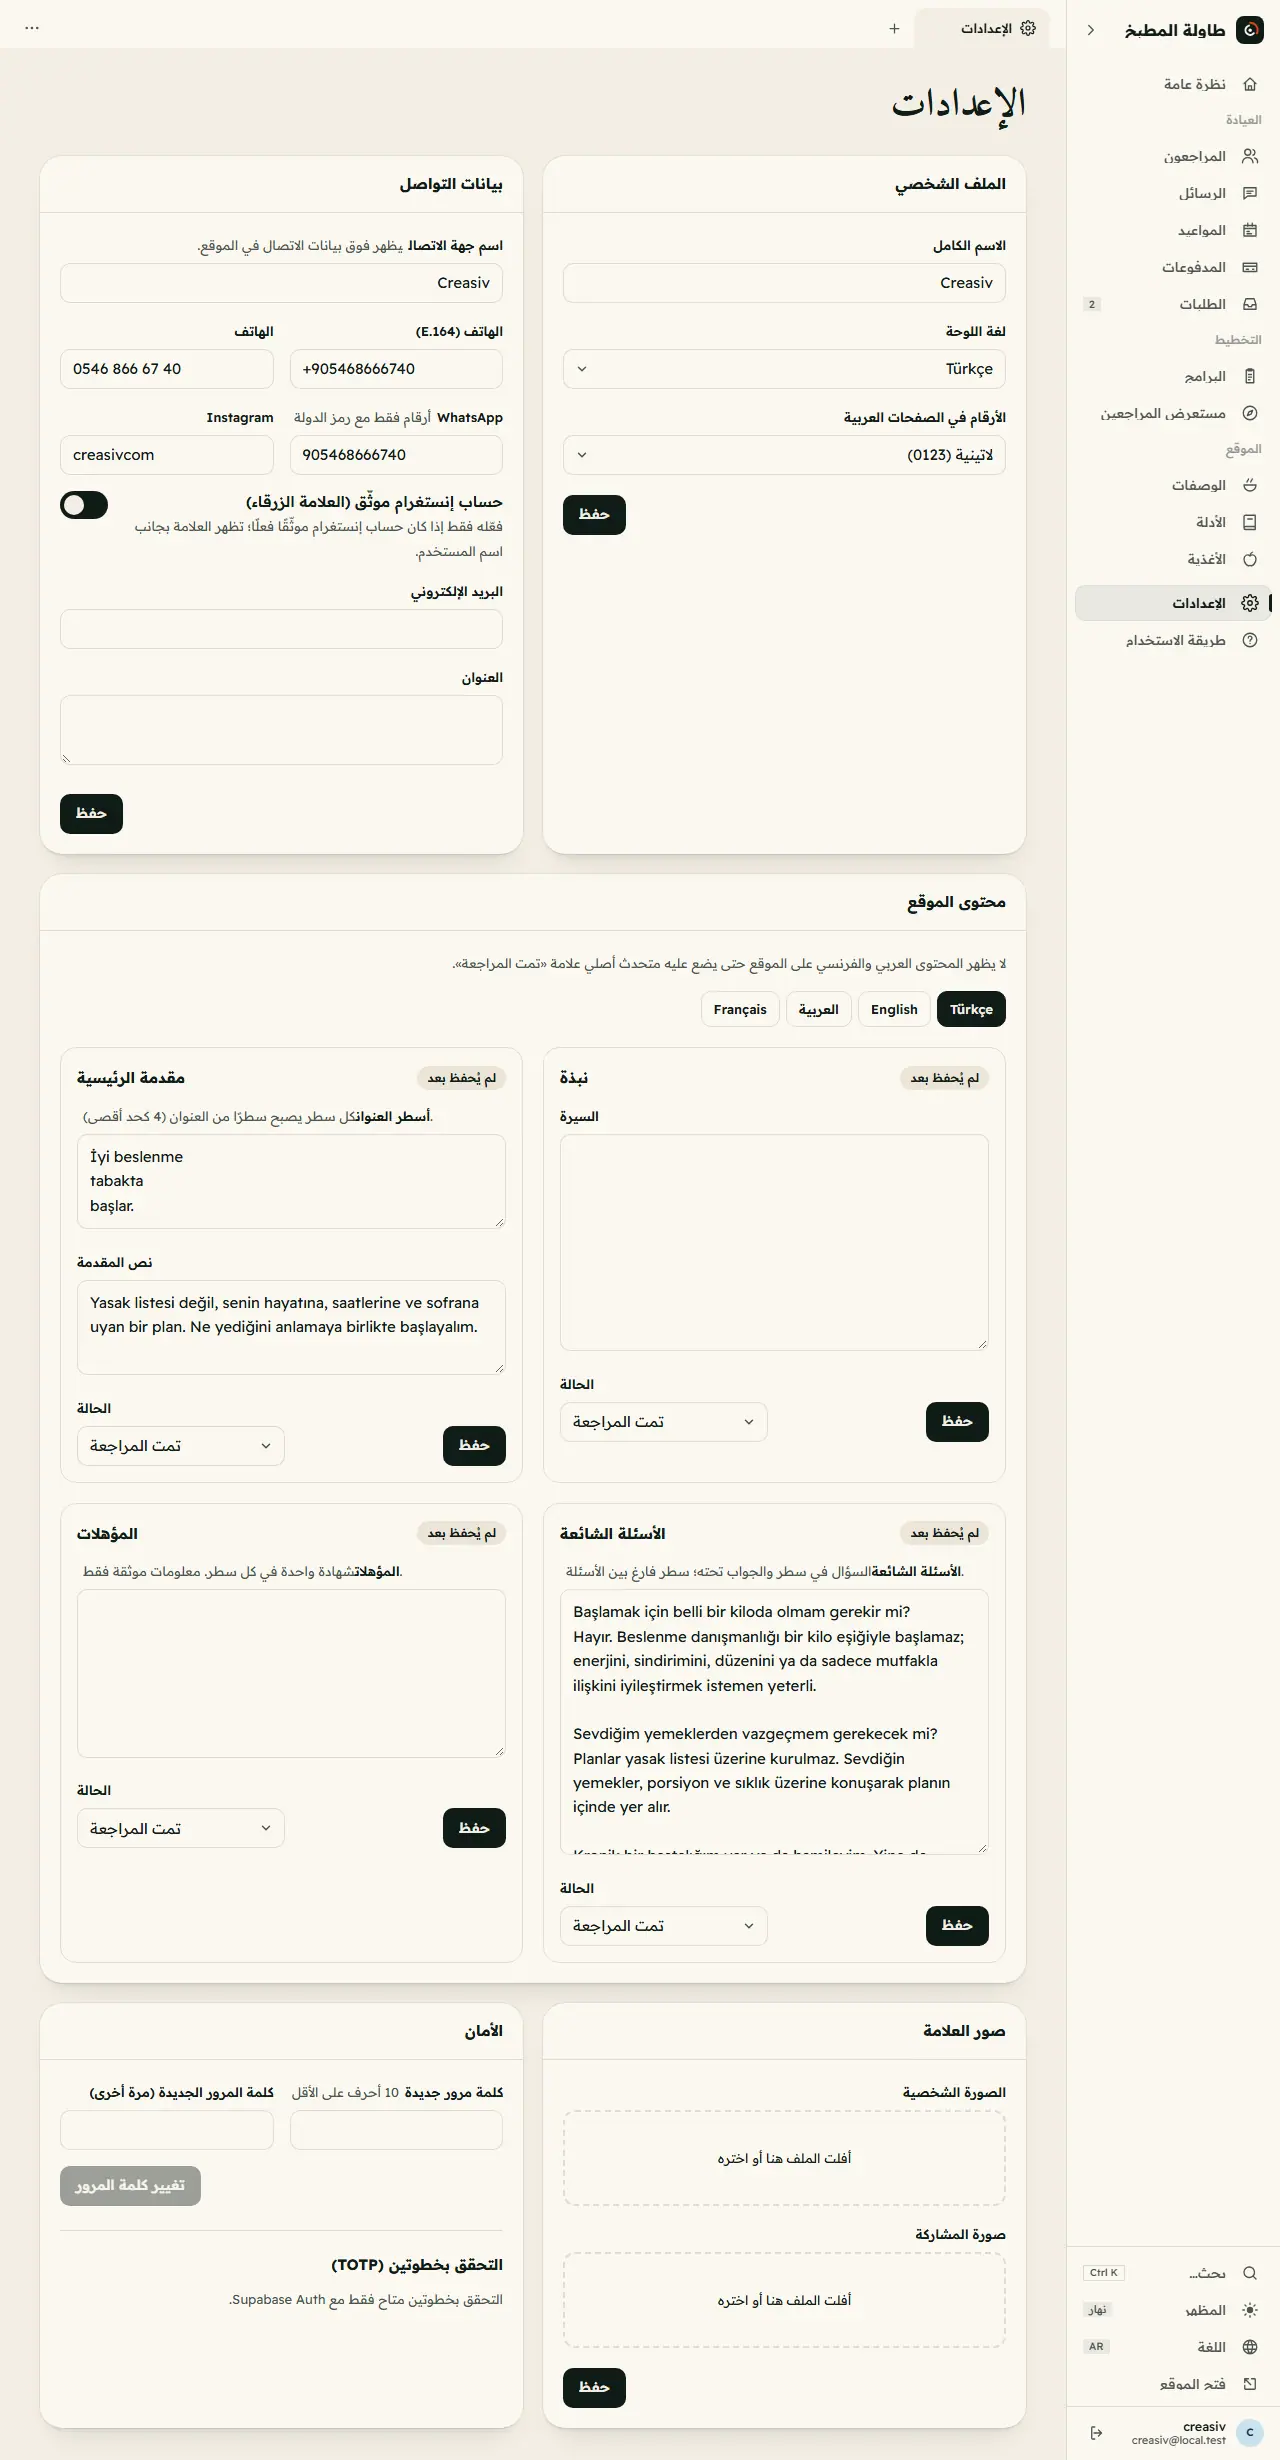 طاولة المطبخ
نظرة عامة
العيادة
المراجعون
الرسائل
المواعيد
المدفوعات
الطلبات
2
التخطيط
البرامج
مستعرض المراجعين
الموقع
الوصفات
الأدلة
الأغذية
الإعدادات
طريقة الاستخدام
بحث...
Ctrl K
المظهر
نهار
اللغة
AR
فتح الموقع
C
creasiv
creasiv@local.test
الإعدادات
الإعدادات
الملف الشخصي
الاسم الكامل
Creasiv
لغة اللوحة
Türkçe
الأرقام في الصفحات العربية
لاتينية (0123)
حفظ
بيانات التواصل
اسم جهة الاتصال يظهر فوق بيانات الاتصال في الموقع.
Creasiv
الهاتف (E.164)
+905468666740
الهاتف
0546 866 67 40
WhatsApp أرقام فقط مع رمز الدولة
905468666740
Instagram
creasivcom
حساب إنستغرام موثّق (العلامة الزرقاء)
فعّله فقط إذا كان حساب إنستغرام موثّقًا فعلًا؛ تظهر العلامة بجانب
اسم المستخدم.
البريد الإلكتروني
العنوان
حفظ
محتوى الموقع
لا يظهر المحتوى العربي والفرنسي على الموقع حتى يضع عليه متحدث أصلي علامة «تمت المراجعة».
Türkçe
English
العربية
Français
نبذة
لم يُحفظ بعد
السيرة
الحالة
تمت المراجعة
حفظ
مقدمة الرئيسية
لم يُحفظ بعد
أسطر العنوان كل سطر يصبح سطرًا من العنوان (4 كحد أقصى).
İyi beslenme
tabakta
başlar.
نص المقدمة
Yasak listesi değil, senin hayatına, saatlerine ve sofrana
uyan bir plan. Ne yediğini anlamaya birlikte başlayalım.
الحالة
تمت المراجعة
حفظ
الأسئلة الشائعة
لم يُحفظ بعد
الأسئلة الشائعة السؤال في سطر والجواب تحته؛ سطر فارغ بين الأسئلة.
Başlamak için belli bir kiloda olmam gerekir mi?
Hayır. Beslenme danışmanlığı bir kilo eşiğiyle başlamaz;
enerjini, sindirimini, düzenini ya da sadece mutfakla
ilişkini iyileştirmek istemen yeterli.
Sevdiğim yemeklerden vazgeçmem gerekecek mi?
Planlar yasak listesi üzerine kurulmaz. Sevdiğin
yemekler, porsiyon ve sıklık üzerine konuşarak planın
içinde yer alır.
الحالة
تمت المراجعة
حفظ
المؤهلات
لم يُحفظ بعد
المؤهلات شهادة واحدة في كل سطر. معلومات موثقة فقط.
الحالة
تمت المراجعة
حفظ
صور العلامة
الصورة الشخصية
أفلت الملف هنا أو اختره
صورة المشاركة
أفلت الملف هنا أو اختره
حفظ
الأمان
كلمة مرور جديدة 10 أحرف على الأقل
كلمة المرور الجديدة (مرة أخرى)
تغيير كلمة المرور
التحقق بخطوتين (TOTP)
التحقق بخطوتين متاح فقط مع Supabase Auth.